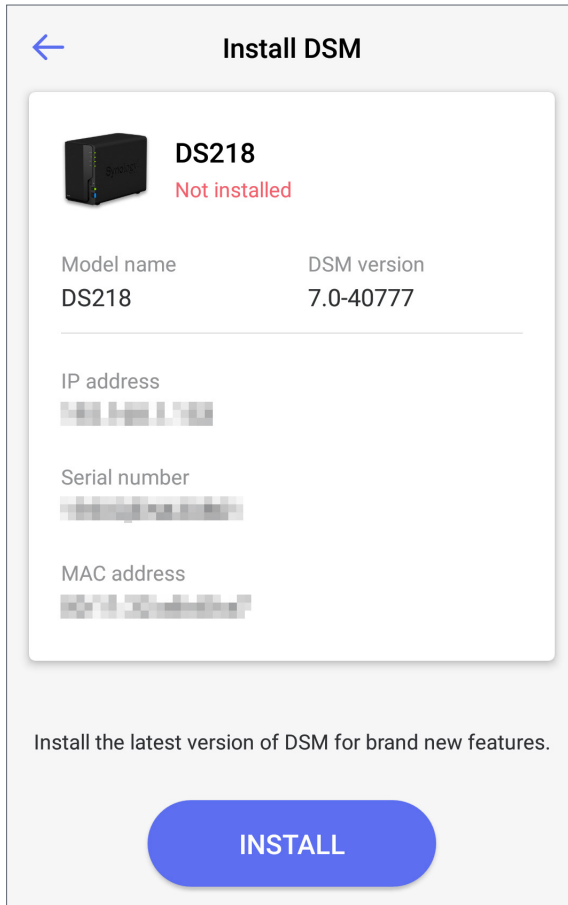 Install DSM
Synology
DS218
Not installed
Model name
DSM version
DS218
7.0-40777
IP address
Serial number
MAC address
Install the latest version of DSM for brand new features.
INSTALL